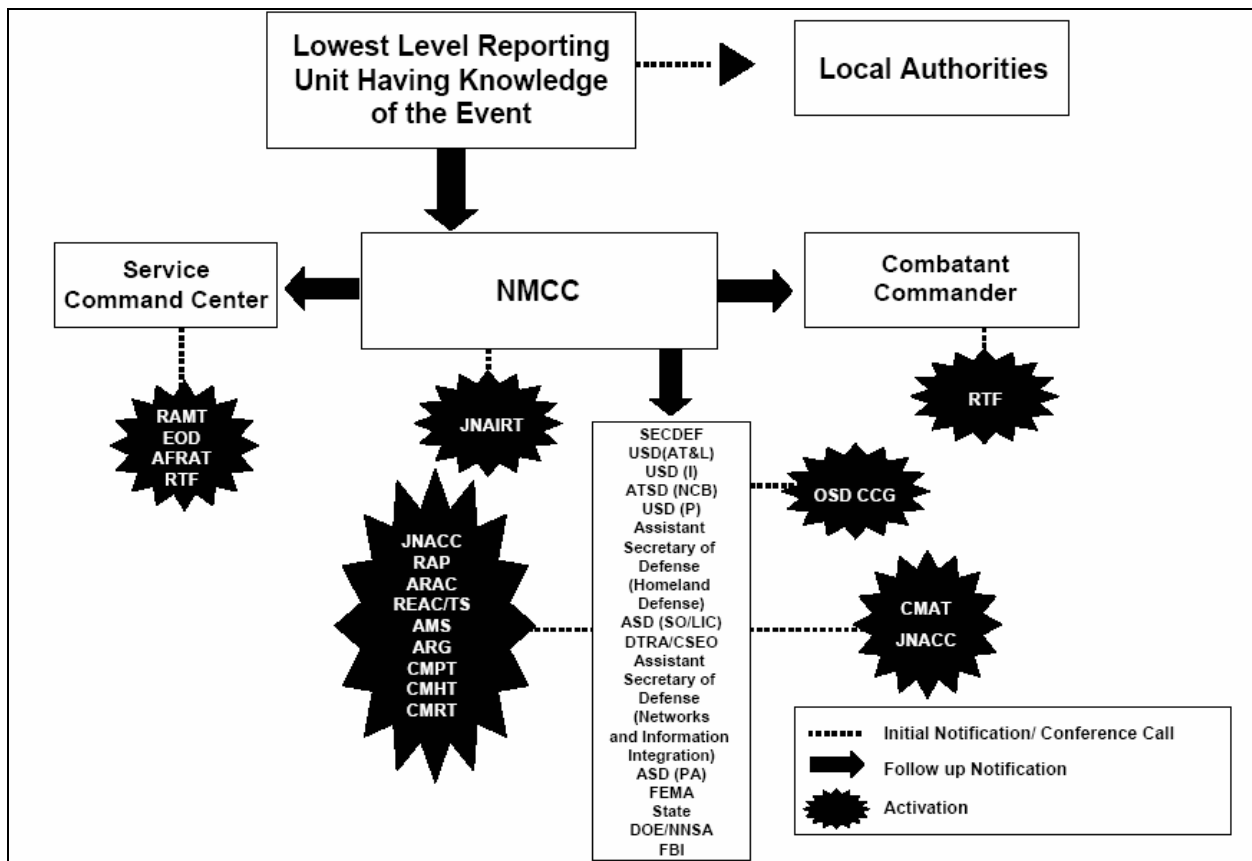 Lowest Level Reporting
Unit Having Knowledge
of the Event
Local Authorities
Service
Command Center
NMCC
Combatant
Commander
RAMT
EOD
AFRAT
RTF
JNAIRT
RTF
SECDEF
USD(AT&L)
USD (I)
ATSD (NCB)
USD (P)
Assistant
Secretary of
Defense
(Homeland
Defense)
ASD (SO/LIC)
DTRA/CSEO
Assistant
Secretary of
Defense
(Networks
and Information
Integration)
ASD (PA)
FEMA
State
DOE/NNSA
FBI
OSD CCG
JNACC
RAP
ARAC
REAC/TS
AMS
ARG
CMPT
CMHT
CMRT
CMAT
JNACC
Initial Notification/ Conference Call
Follow up Notification
Activation